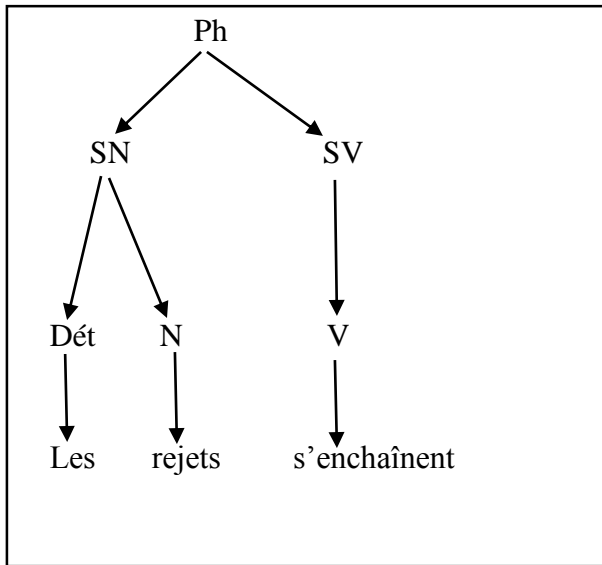 Ph
SN SV
Dét N V
Les rejets s’enchaînent